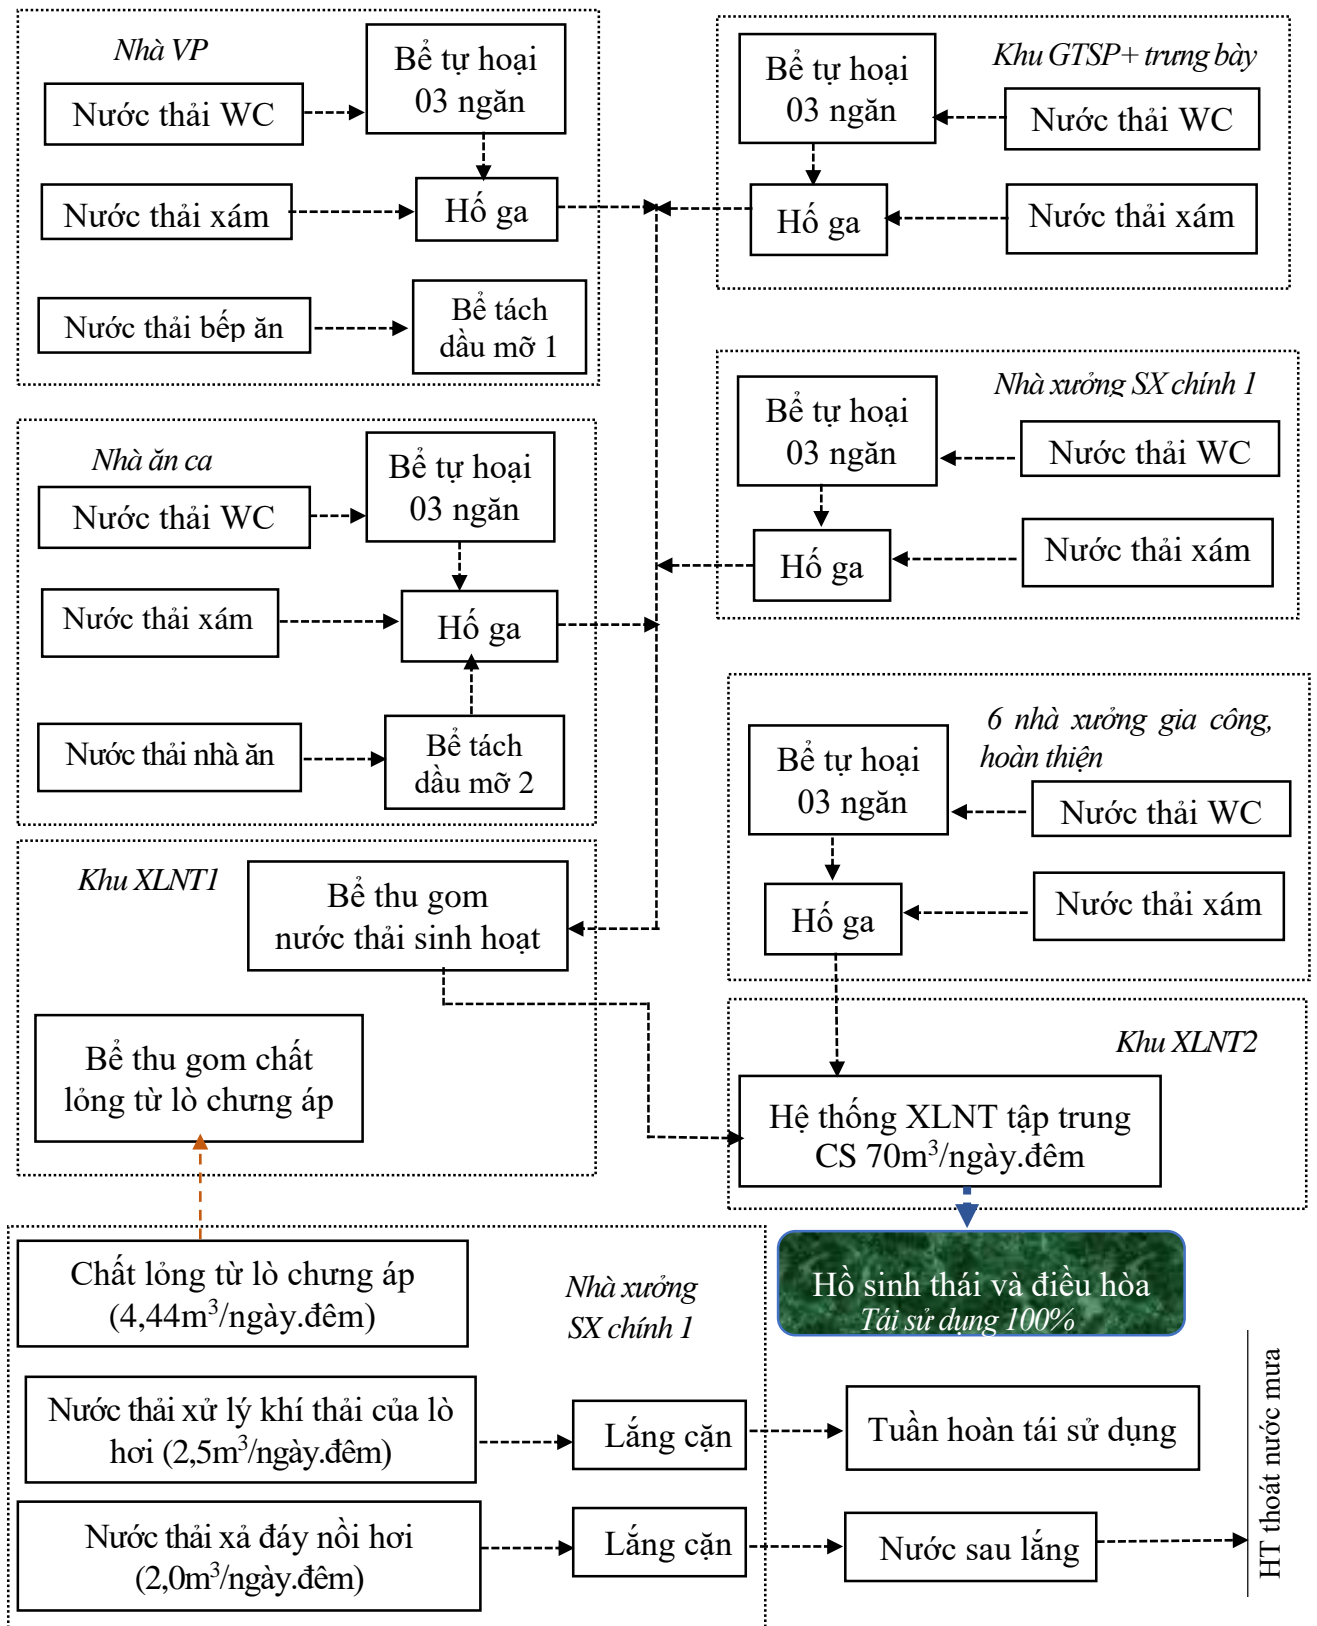 Nhà VP
Bể tự hoại
03 ngăn
Nước thải WC
Nước thải xám
Hố ga
Nước thải bếp ăn
Bể tách
dầu mỡ 1
Khu GTSP+ trưng bày
Bể tự hoại
03 ngăn
Nước thải WC
Hố ga
Nước thải xám
Nhà xưởng SX chính 1
Bể tự hoại
03 ngăn
Nước thải WC
Hố ga
Nước thải xám
Nhà ăn ca
Bể tự hoại
03 ngăn
Nước thải WC
Nước thải xám
Hố ga
Nước thải nhà ăn
Bể tách
dầu mỡ 2
6 nhà xưởng gia công,
hoàn thiện
Bể tự hoại
03 ngăn
Nước thải WC
Hố ga
Nước thải xám
Khu XLNT1
Bể thu gom
nước thải sinh hoạt
Bể thu gom chất
lỏng từ lò chưng áp
Khu XLNT2
Hệ thống XLNT tập trung
CS 70m³/ngày.đêm
Hồ sinh thái và điều hòa
Tái sử dụng 100%
Nhà xưởng
SX chính 1
Chất lỏng từ lò chưng áp
(4,44m³/ngày.đêm)
Nước thải xử lý khí thải của lò
hơi (2,5m³/ngày.đêm)
Lắng cặn
Tuần hoàn tái sử dụng
Nước thải xả đáy nồi hơi
(2,0m³/ngày.đêm)
Lắng cặn
Nước sau lắng
HT thoát nước mưa